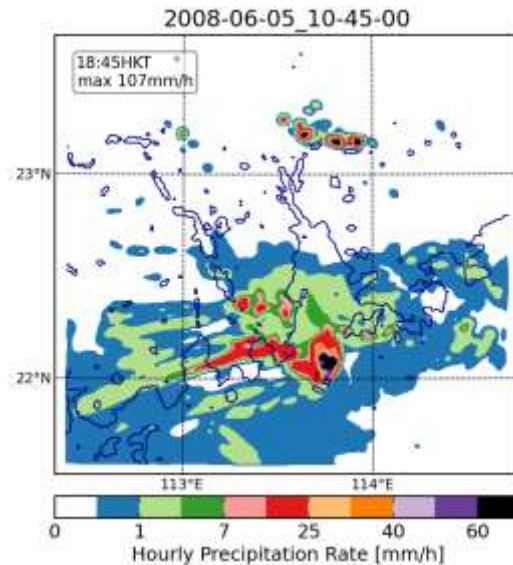 2008-06-05_10-45-00
18:45HKT
max 107mm/h
23°N
22°N
113°E 114°E
0 1 7 25 40 60
Hourly Precipitation Rate [mm/h]